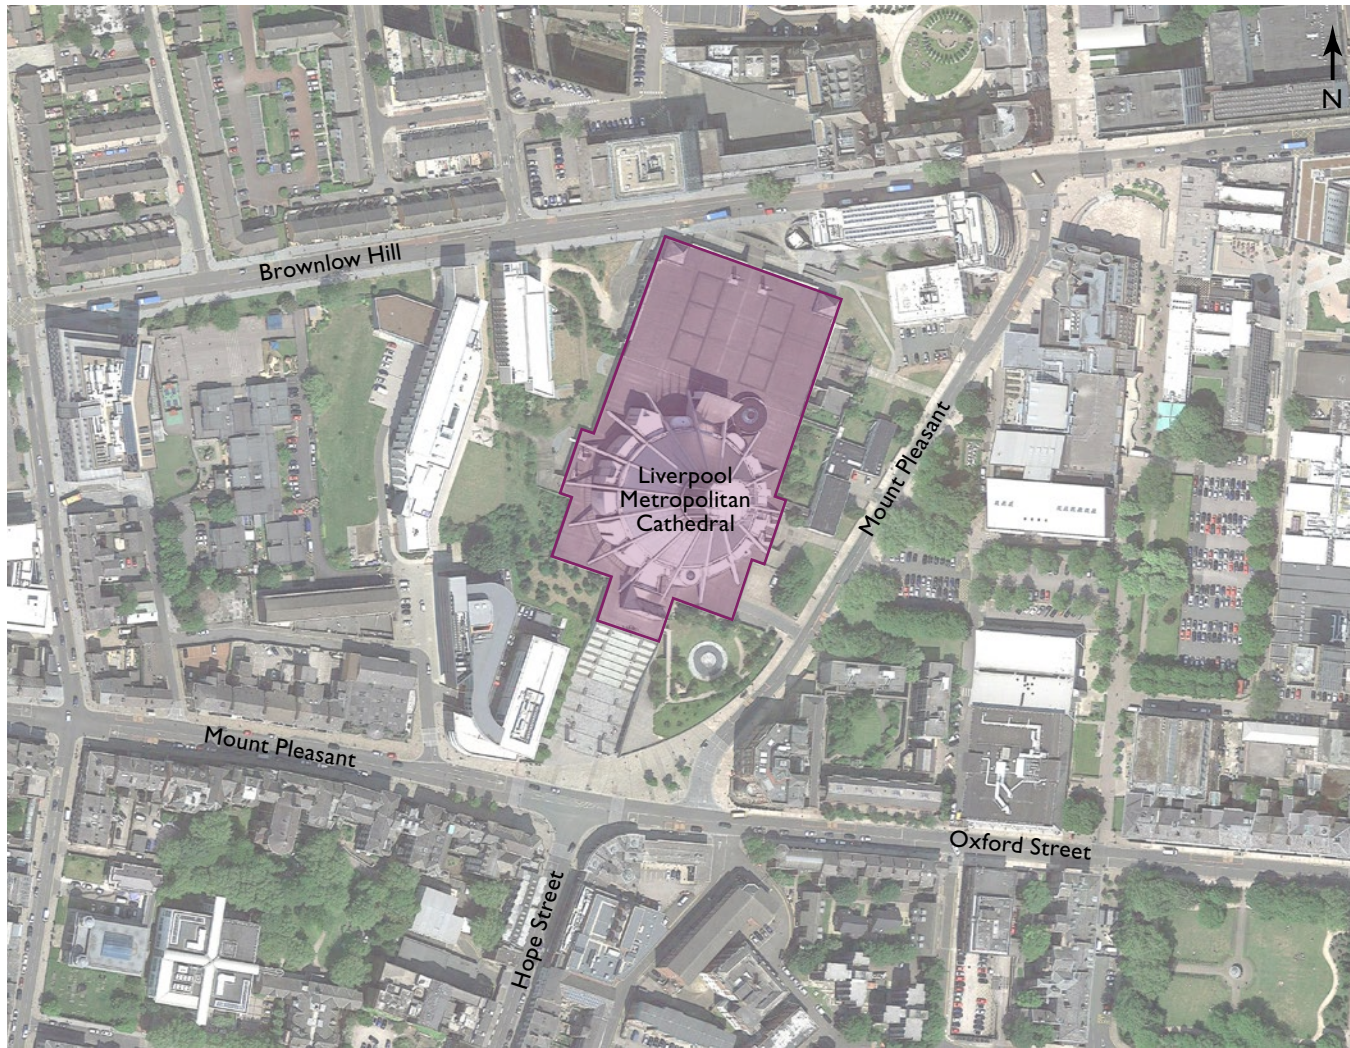 N
Brownlow Hill
Mount Pleasant
Liverpool
Metropolitan
Cathedral
Mount Pleasant
Oxford Street
Hope Street